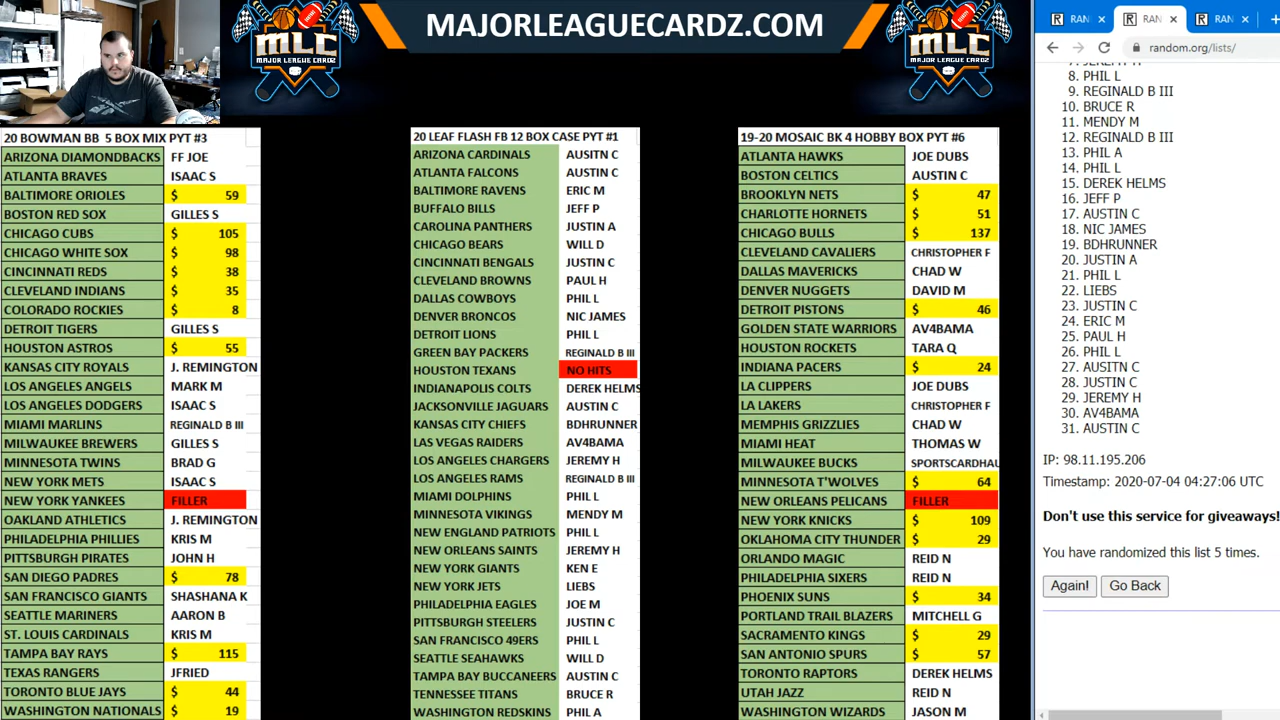 MAJORLEAGUECARDZ.COM
MLC
MAJOR LEAGUE CARDZ
MLC
MAJOR LEAGUE CARDZ
20 BOWMAN BB 5 BOX MIX PYT #3
ARIZONA DIAMONDBACKS FF JOE
ATLANTA BRAVES ISAAC S
BALTIMORE ORIOLES $ 59
BOSTON RED SOX GILLES S
CHICAGO CUBS $ 105
CHICAGO WHITE SOX $ 98
CINCINNATI REDS $ 38
CLEVELAND INDIANS $ 35
COLORADO ROCKIES $ 8
DETROIT TIGERS GILLES S
HOUSTON ASTROS $ 55
KANSAS CITY ROYALS J. REMINGTON
LOS ANGELES ANGELS MARK M
LOS ANGELES DODGERS ISAAC S
MIAMI MARLINS REGINALD B III
MILWAUKEE BREWERS GILLES S
MINNESOTA TWINS BRAD G
NEW YORK METS ISAAC S
NEW YORK YANKEES FILLER
OAKLAND ATHLETICS J. REMINGTON
PHILADELPHIA PHILLIES KRIS M
PITTSBURGH PIRATES JOHN H
SAN DIEGO PADRES $ 78
SAN FRANCISCO GIANTS SHASHANA K
SEATTLE MARINERS AARON B
ST. LOUIS CARDINALS KRIS M
TAMPA BAY RAYS $ 115
TEXAS RANGERS JFRIED
TORONTO BLUE JAYS $ 44
WASHINGTON NATIONALS $ 19
20 LEAF FLASH FB 12 BOX CASE PYT #1
ARIZONA CARDINALS AUSITN C
ATLANTA FALCONS AUSTIN C
BALTIMORE RAVENS ERIC M
BUFFALO BILLS JEFF P
CAROLINA PANTHERS JUSTIN A
CHICAGO BEARS WILL D
CINCINNATI BENGALS JUSTIN C
CLEVELAND BROWNS PAUL H
DALLAS COWBOYS PHIL L
DENVER BRONCOS NIC JAMES
DETROIT LIONS PHIL L
GREEN BAY PACKERS REGINALD B III
HOUSTON TEXANS NO HITS
INDIANAPOLIS COLTS DEREK HELMS
JACKSONVILLE JAGUARS AUSTIN C
KANSAS CITY CHIEFS BDHRUNNER
LAS VEGAS RAIDERS AV4BAMA
LOS ANGELES CHARGERS JEREMY H
LOS ANGELES RAMS REGINALD B III
MIAMI DOLPHINS PHIL L
MINNESOTA VIKINGS MENDY M
NEW ENGLAND PATRIOTS PHIL L
NEW ORLEANS SAINTS JEREMY H
NEW YORK GIANTS KEN E
NEW YORK JETS LIEBS
PHILADELPHIA EAGLES JOE M
PITTSBURGH STEELERS JUSTIN C
SAN FRANCISCO 49ERS PHIL L
SEATTLE SEAHAWKS WILL D
TAMPA BAY BUCCANEERS AUSTIN C
TENNESSEE TITANS BRUCE R
WASHINGTON REDSKINS PHIL A
19-20 MOSAIC BK 4 HOBBY BOX PYT #6
ATLANTA HAWKS JOE DUBS
BOSTON CELTICS AUSTIN C
BROOKLYN NETS $ 47
CHARLOTTE HORNETS $ 51
CHICAGO BULLS $ 137
CLEVELAND CAVALIERS CHRISTOPHER F
DALLAS MAVERICKS CHAD W
DENVER NUGGETS DAVID M
DETROIT PISTONS $ 46
GOLDEN STATE WARRIORS AV4BAMA
HOUSTON ROCKETS TARA Q
INDIANA PACERS $ 24
LA CLIPPERS JOE DUBS
LA LAKERS CHRISTOPHER F
MEMPHIS GRIZZLIES CHAD W
MIAMI HEAT THOMAS W
MILWAUKEE BUCKS SPORTSCARDHAU
MINNESOTA T'WOLVES $ 64
NEW ORLEANS PELICANS FILLER
NEW YORK KNICKS $ 109
OKLAHOMA CITY THUNDER $ 29
ORLANDO MAGIC REID N
PHILADELPHIA SIXERS REID N
PHOENIX SUNS $ 34
PORTLAND TRAIL BLAZERS MITCHELL G
SACRAMENTO KINGS $ 29
SAN ANTONIO SPURS $ 57
TORONTO RAPTORS DEREK HELMS
UTAH JAZZ REID N
WASHINGTON WIZARDS JASON M
RAN RAN RAN
random.org/lists/
7. JEREMY H
8. PHIL L
9. REGINALD B III
10. BRUCE R
11. MENDY M
12. REGINALD B III
13. PHIL A
14. PHIL L
15. DEREK HELMS
16. JEFF P
17. AUSTIN C
18. NIC JAMES
19. BDHRUNNER
20. JUSTIN A
21. PHIL L
22. LIEBS
23. JUSTIN C
24. ERIC M
25. PAUL H
26. PHIL L
27. AUSITN C
28. JUSTIN C
29. JEREMY H
30. AV4BAMA
31. AUSTIN C
IP: 98.11.195.206
Timestamp: 2020-07-04 04:27:06 UTC
Don't use this service for giveaways!
You have randomized this list 5 times.
Again! Go Back